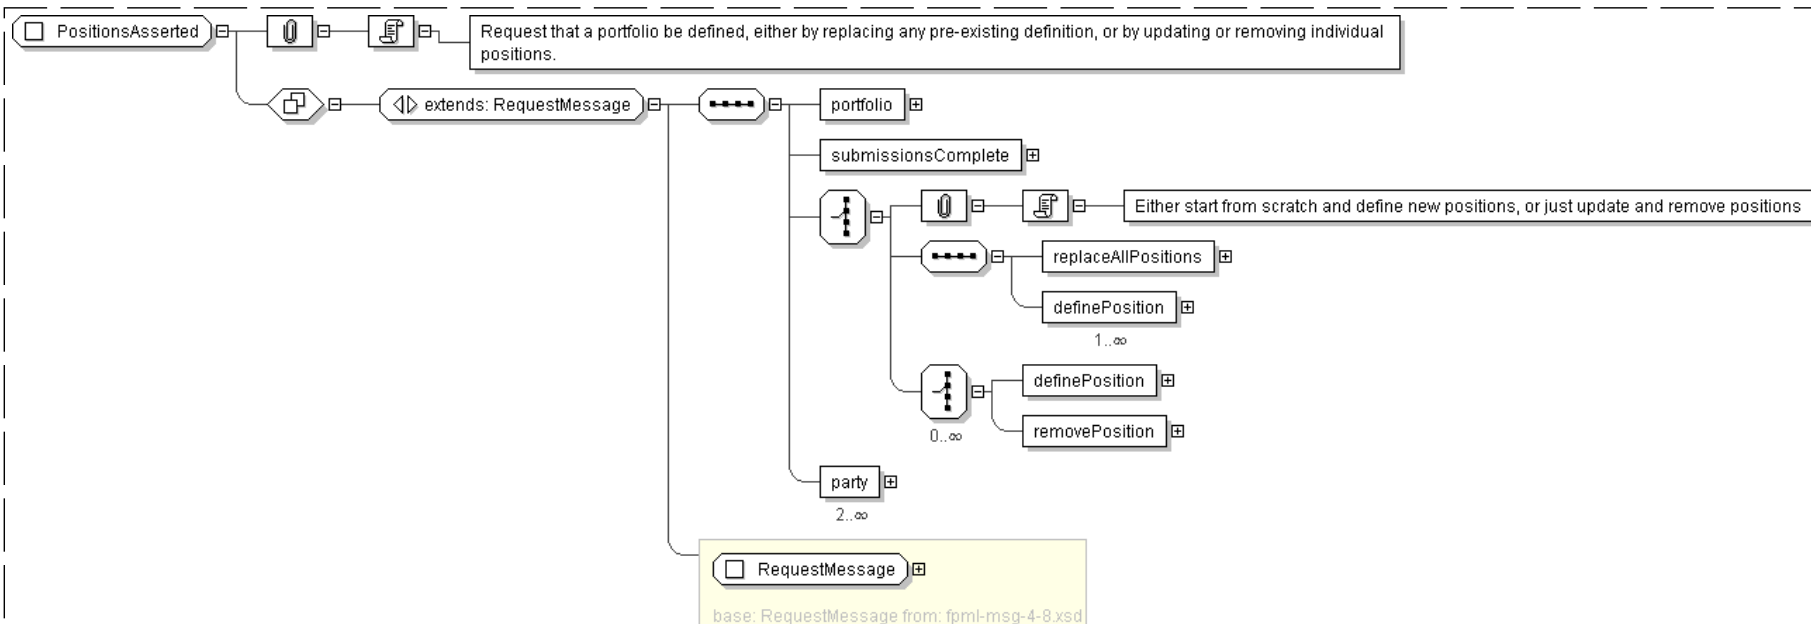 PositionsAsserted
Request that a portfolio be defined, either by replacing any pre-existing definition, or by updating or removing individual
positions.
extends: RequestMessage
portfolio
submissionsComplete
Either start from scratch and define new positions, or just update and remove positions
replaceAllPositions
definePosition
1..∞
definePosition
removePosition
0..∞
party
2..∞
RequestMessage
base: RequestMessage from: fpml-msg-4-8.xsd